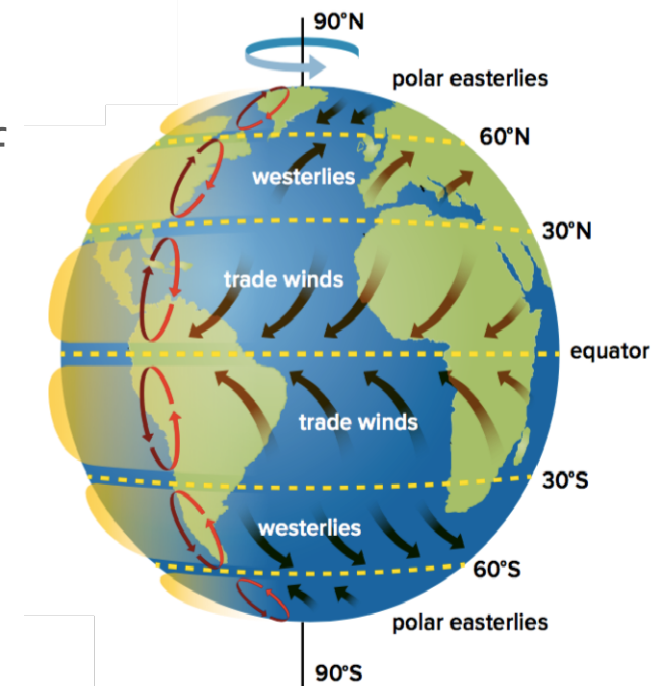 90°N
polar easterlies
60°N
westerlies
30°N
trade winds
equator
trade winds
30°S
westerlies
60°S
polar easterlies
90°S